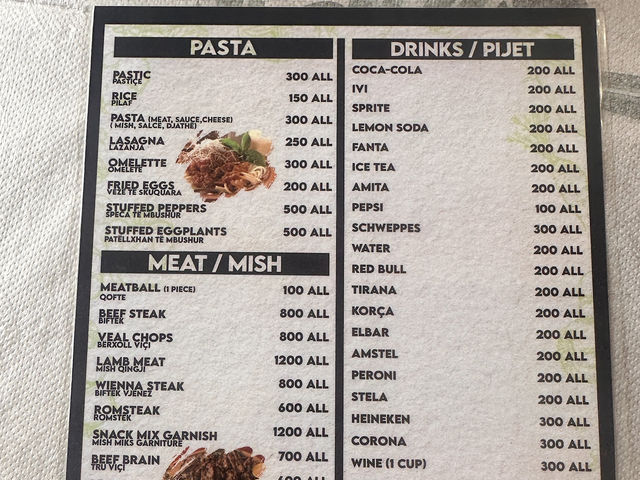 PASTA
PASTIC 300 ALL
PASTIÇE
RICE 150 ALL
PILAF
PASTA (MEAT, SAUCE,CHEESE) 300 ALL
( MISH, SALCE, DJATHË)
LASAGNA 250 ALL
LAZANJA
OMELETTE 300 ALL
OMELETE
FRIED EGGS 200 ALL
VEZE TE SKUQURA
STUFFED PEPPERS 500 ALL
SPECA TE MBUSHUR
STUFFED EGGPLANTS 500 ALL
PATELLXHAN TË MBUSHUR
MEAT / MISH
MEATBALL (1 PIECE) 100 ALL
QOFTE
BEEF STEAK 800 ALL
BIFTEK
VEAL CHOPS 800 ALL
BERXOLL VIÇI
LAMB MEAT 1200 ALL
MISH QINGJI
WIENNA STEAK 800 ALL
BIFTEK VJENEZ
ROMSTEAK 600 ALL
ROMSTEK
SNACK MIX GARNISH 1200 ALL
MISH MIKS GARNITURË
BEEF BRAIN 700 ALL
TRU VIÇI
DRINKS / PIJET
COCA-COLA 200 ALL
IVI 200 ALL
SPRITE 200 ALL
LEMON SODA 200 ALL
FANTA 200 ALL
ICE TEA 200 ALL
AMITA 200 ALL
PEPSI 100 ALL
SCHWEPPES 300 ALL
WATER 200 ALL
RED BULL 200 ALL
TIRANA 200 ALL
KORÇA 200 ALL
ELBAR 200 ALL
AMSTEL 200 ALL
PERONI 200 ALL
STELA 200 ALL
HEINEKEN 300 ALL
CORONA 300 ALL
WINE (1 CUP) 300 ALL